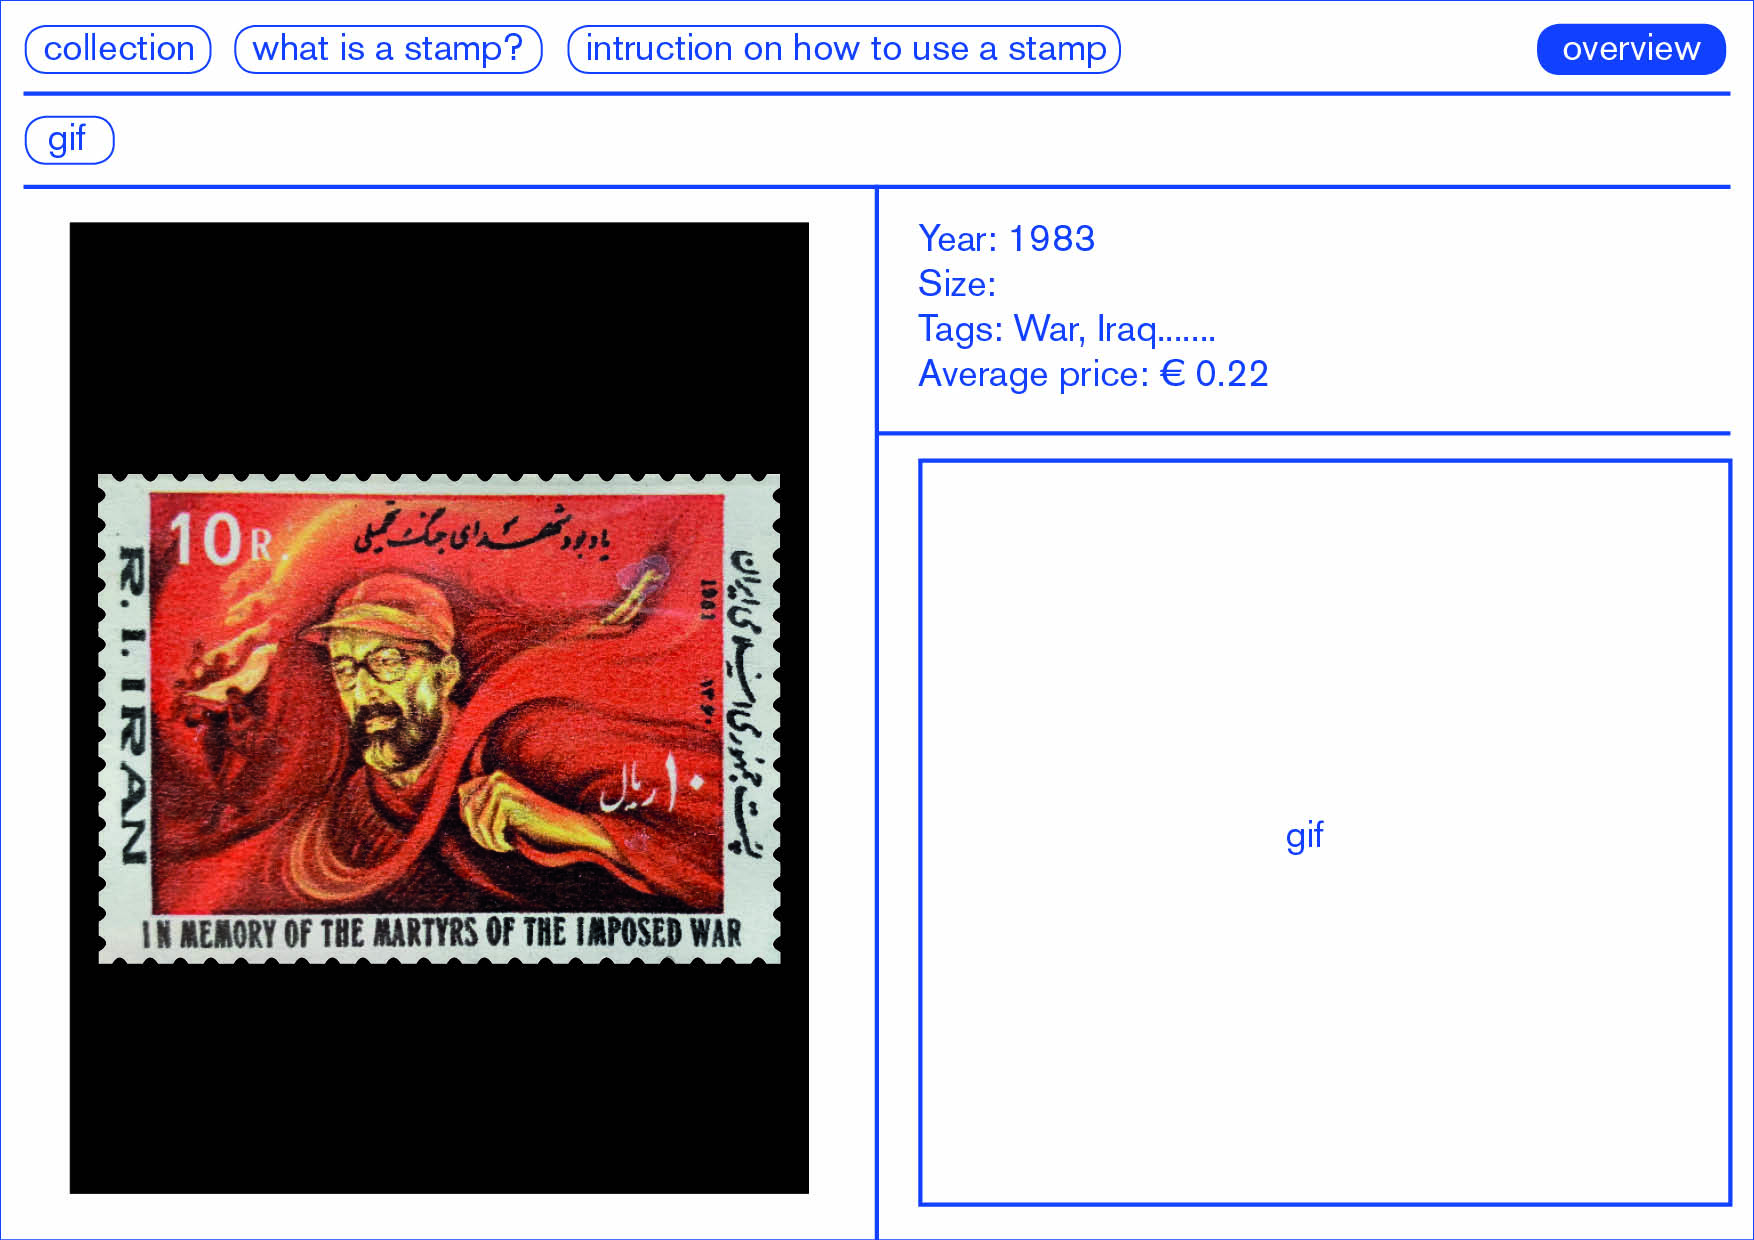 collection
what is a stamp?
intruction on how to use a stamp
overview
gif
10R.
یادبود شهدای جنگ تحمیلی
R.I.IRAN
1981
۱۳۶۰
پست جمهوری اسلامی ایران
۱۰ ریال
IN MEMORY OF THE MARTYRS OF THE IMPOSED WAR
Year: 1983
Size:
Tags: War, Iraq.......
Average price: € 0.22
gif